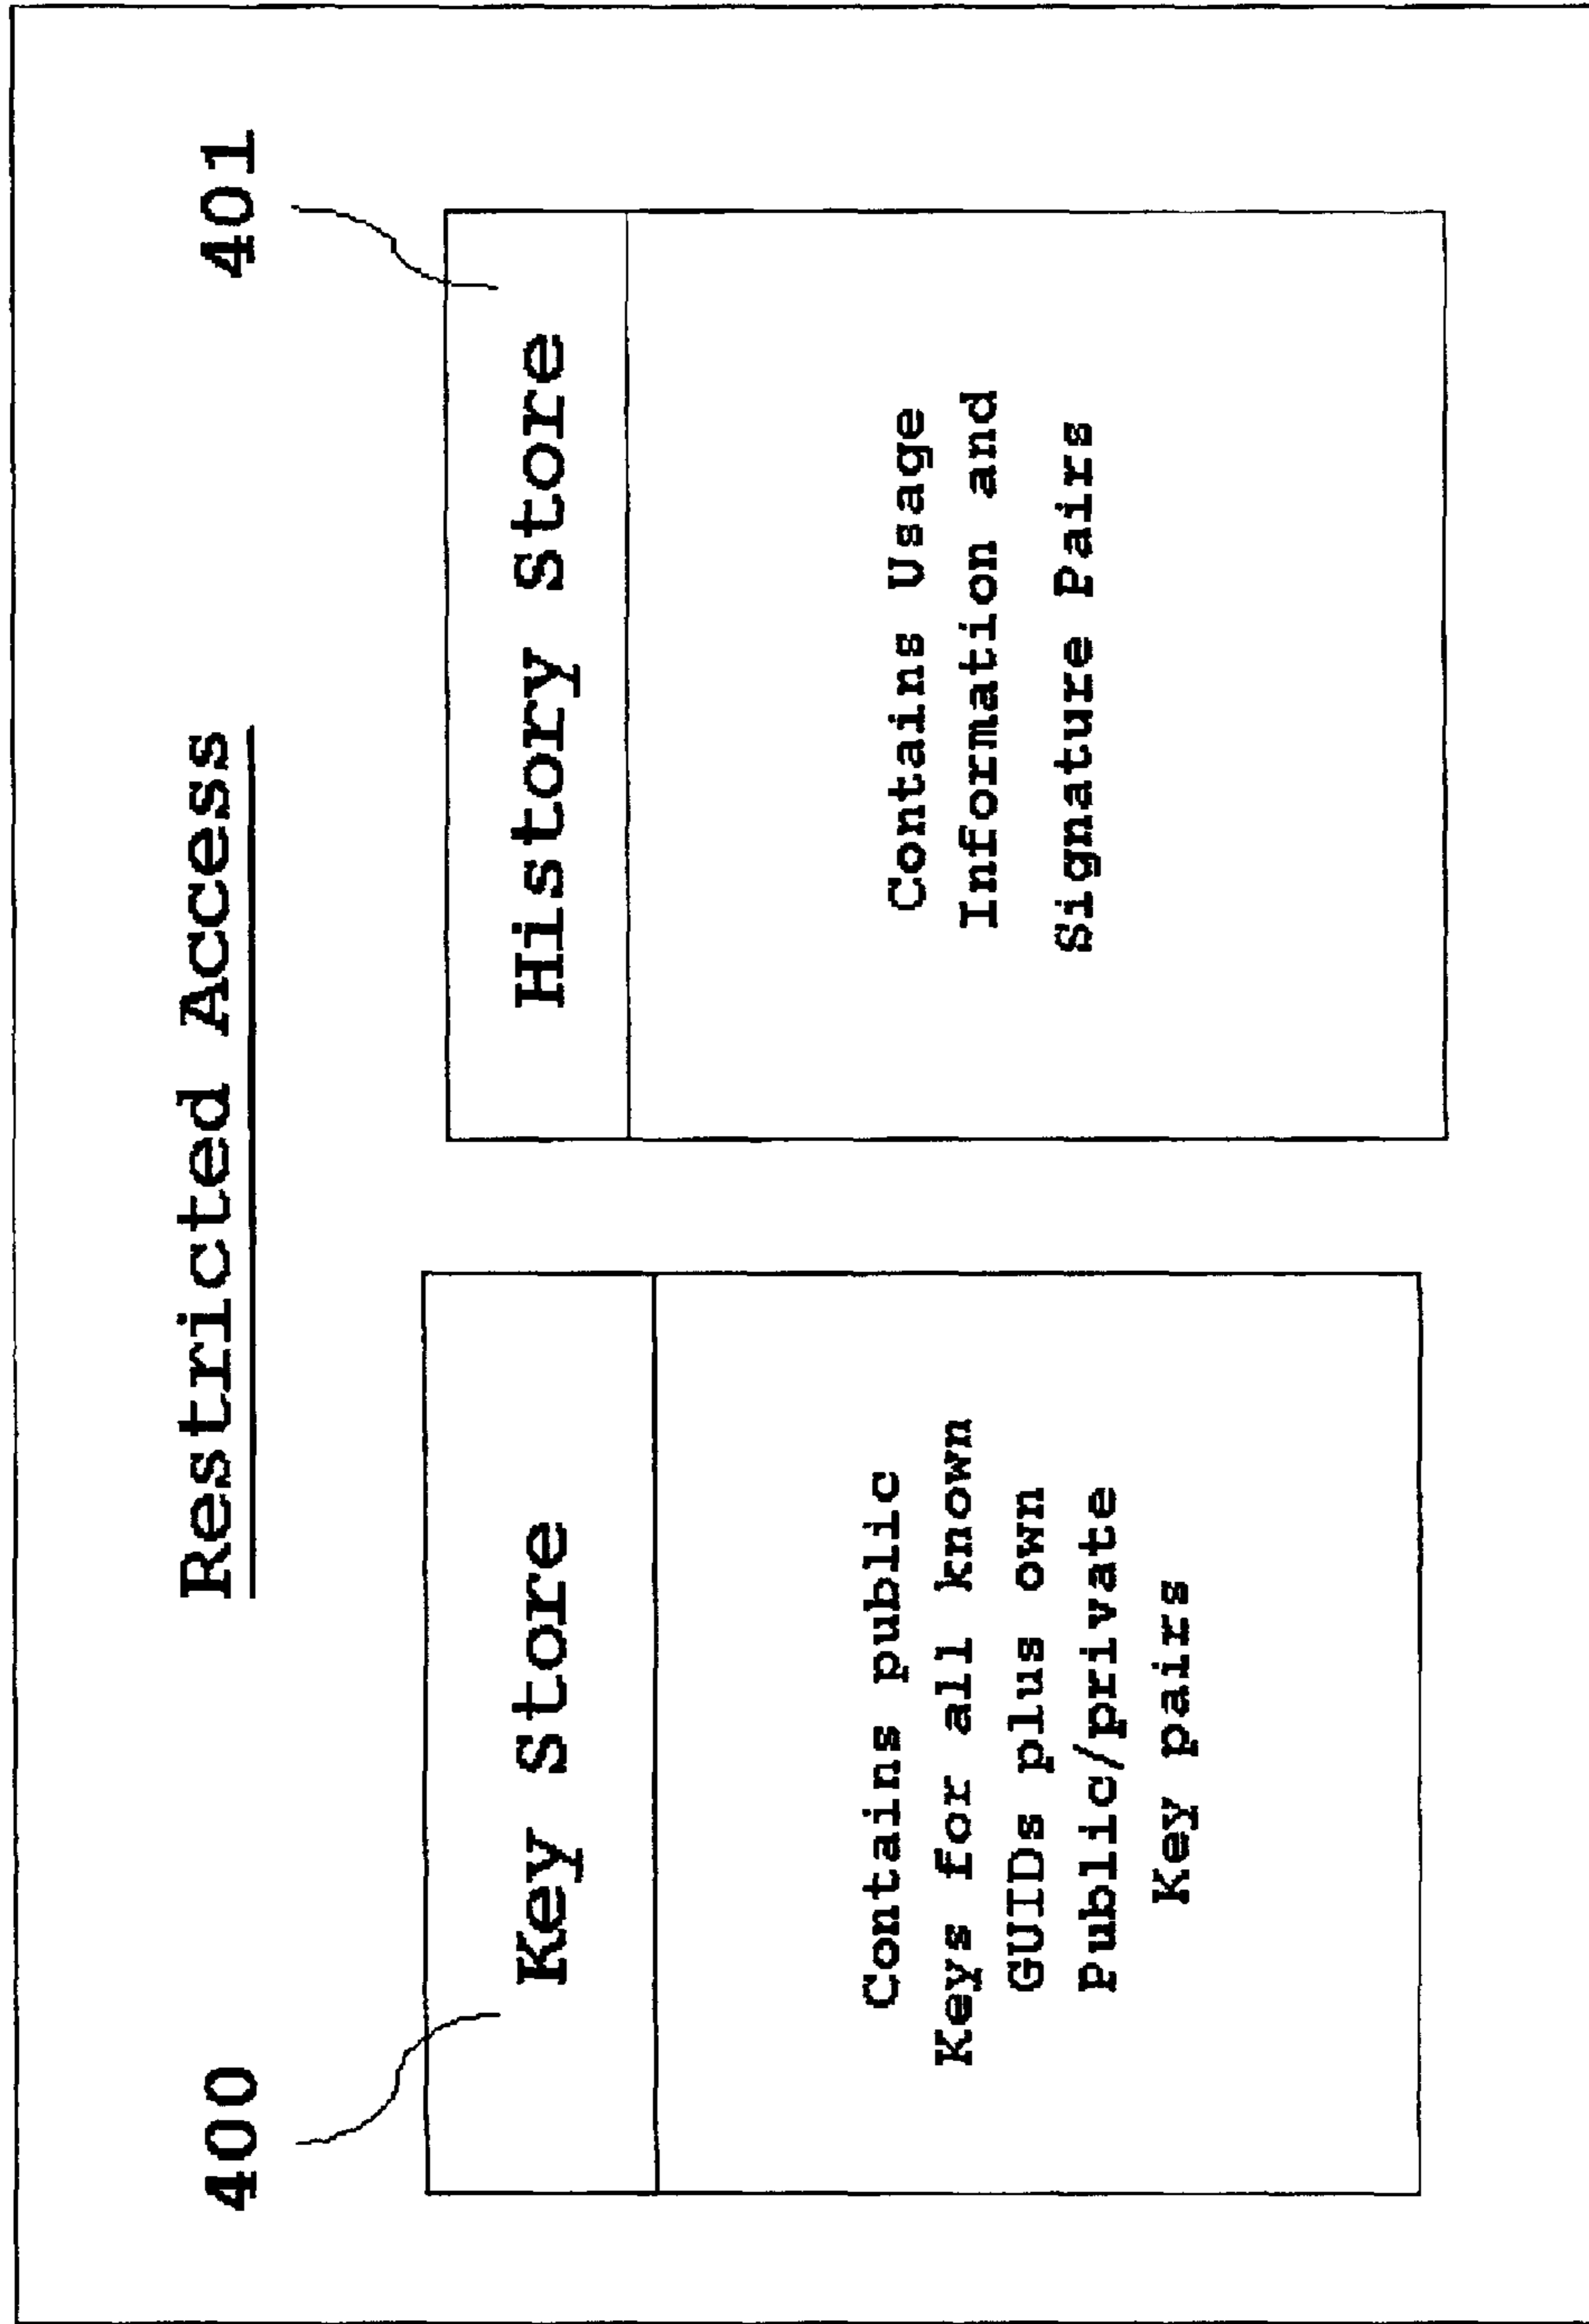 Restricted Access
400
401
Key Store
Contains public
Keys for all known
GUIDs plus own
Public/private
Key pairs
History Store
Contains Usage
Information and
Signature Pairs